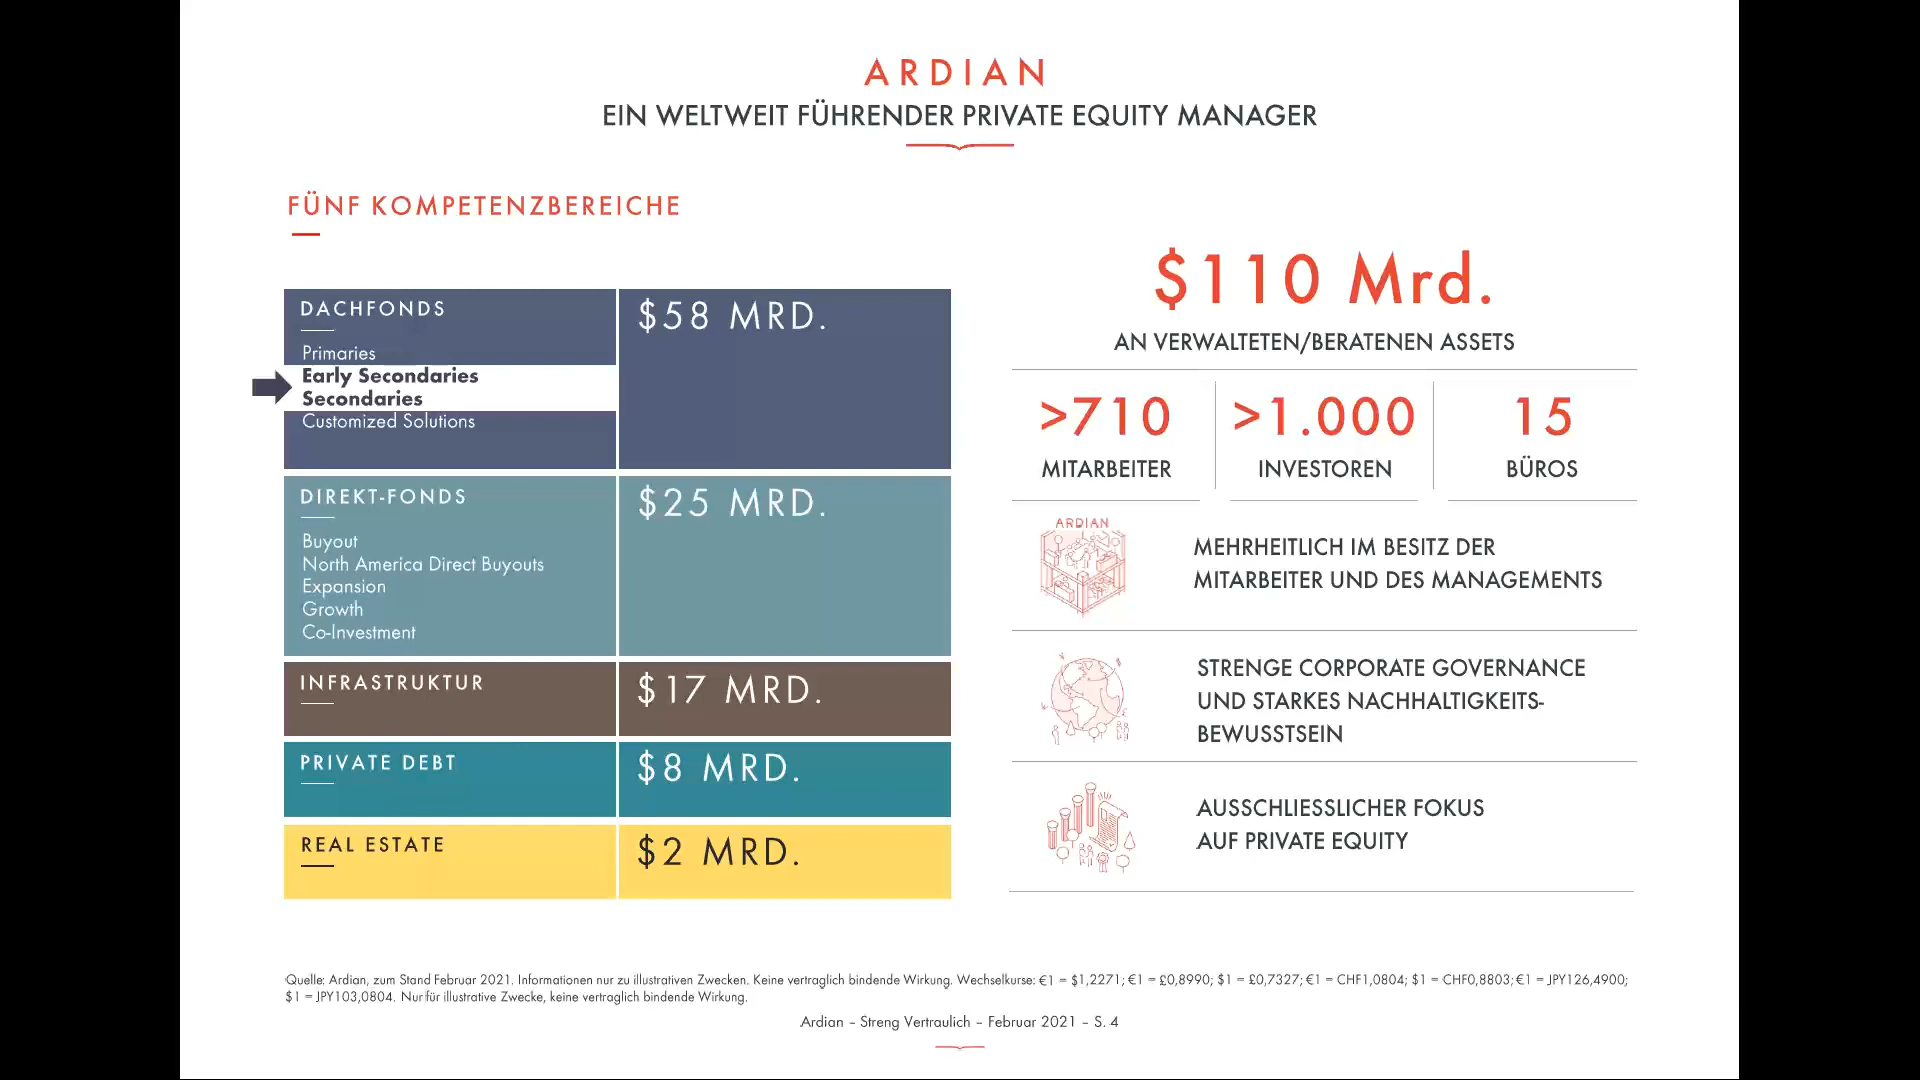 ARDIAN
EIN WELTWEIT FÜHRENDER PRIVATE EQUITY MANAGER
FÜNF KOMPETENZBEREICHE
DACHFONDS
Primaries
Early Secondaries
Secondaries
Customized Solutions
$58 MRD.
DIREKT-FONDS
Buyout
North America Direct Buyouts
Expansion
Growth
Co-Investment
$25 MRD.
INFRASTRUKTUR
$17 MRD.
PRIVATE DEBT
$8 MRD.
REAL ESTATE
$2 MRD.
$110 Mrd.
AN VERWALTETEN/BERATENEN ASSETS
>710
MITARBEITER
>1.000
INVESTOREN
15
BÜROS
ARDIAN
MEHRHEITLICH IM BESITZ DER
MITARBEITER UND DES MANAGEMENTS
STRENGE CORPORATE GOVERNANCE
UND STARKES NACHHALTIGKEITS-
BEWUSSTSEIN
AUSSCHLIESSLICHER FOKUS
AUF PRIVATE EQUITY
Quelle: Ardian, zum Stand Februar 2021. Informationen nur zu illustrativen Zwecken. Keine vertraglich bindende Wirkung. Wechselkurse: €1 = $1,2271; €1 = £0,8990; $1 = £0,7327; €1 = CHF1,0804; $1 = CHF0,8803; €1 = JPY126,4900;
$1 = JPY103,0804. Nur für illustrative Zwecke, keine vertraglich bindende Wirkung.
Ardian – Streng Vertraulich – Februar 2021 – S. 4